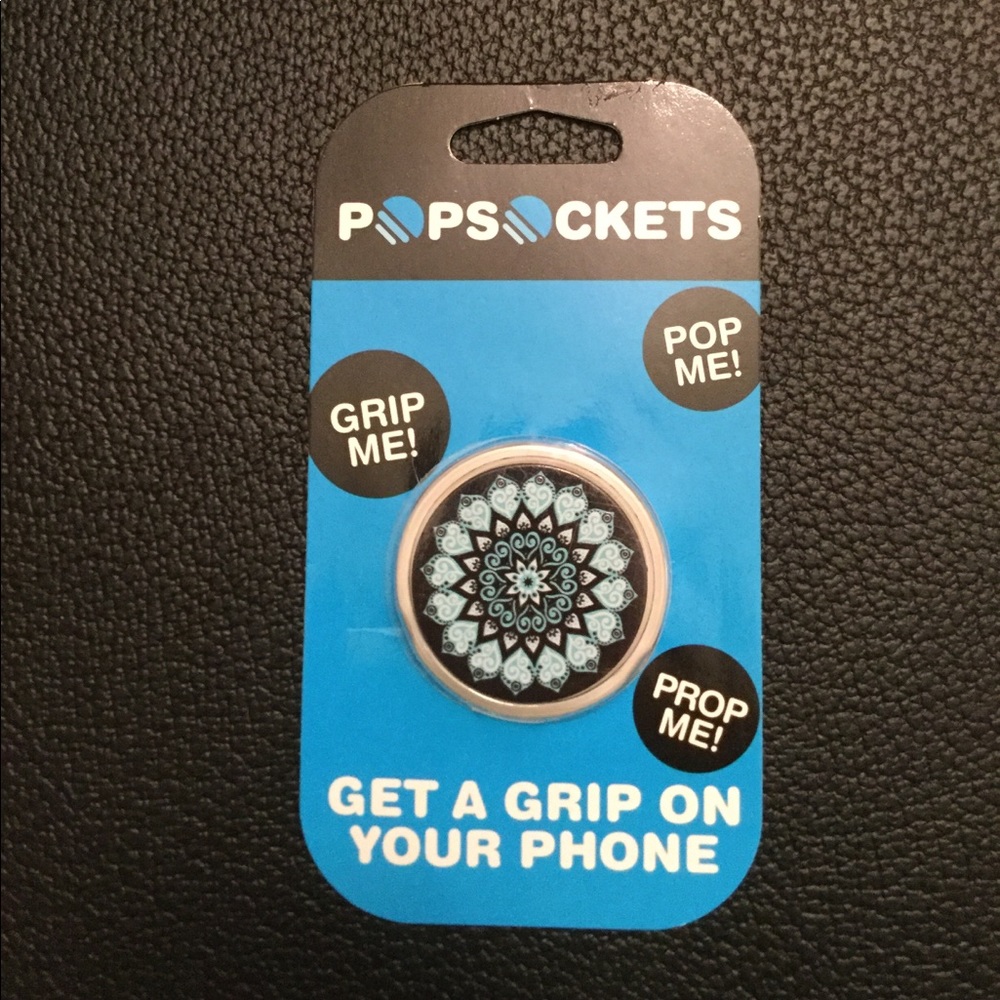 POPSOCKETS
POP
ME!
GRIP
ME!
PROP
ME!
GET A GRIP ON
YOUR PHONE